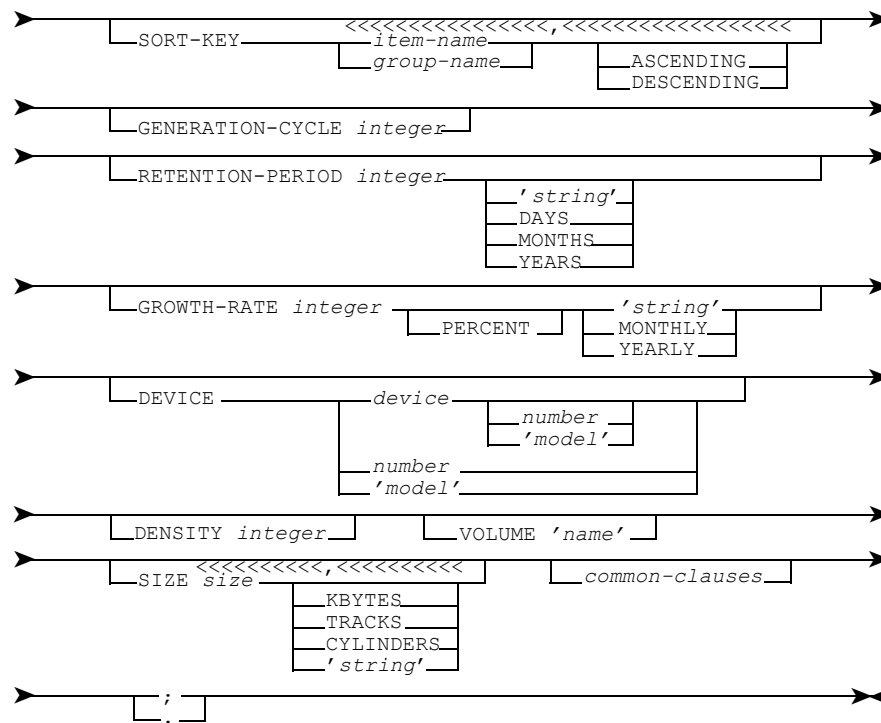 <<<<<<<<<<<<<<<<,<<<<<<<<<<<<<<<<<<
SORT-KEY item-name
group-name
ASCENDING
DESCENDING
GENERATION-CYCLE integer
RETENTION-PERIOD integer
'string'
DAYS
MONTHS
YEARS
GROWTH-RATE integer 'string'
PERCENT MONTHLY
YEARLY
DEVICE device
number
'model'
number
'model'
DENSITY integer VOLUME 'name'
<<<<<<<<<<,<<<<<<<<<<
SIZE size common-clauses
KBYTES
TRACKS
CYLINDERS
'string'
;
.